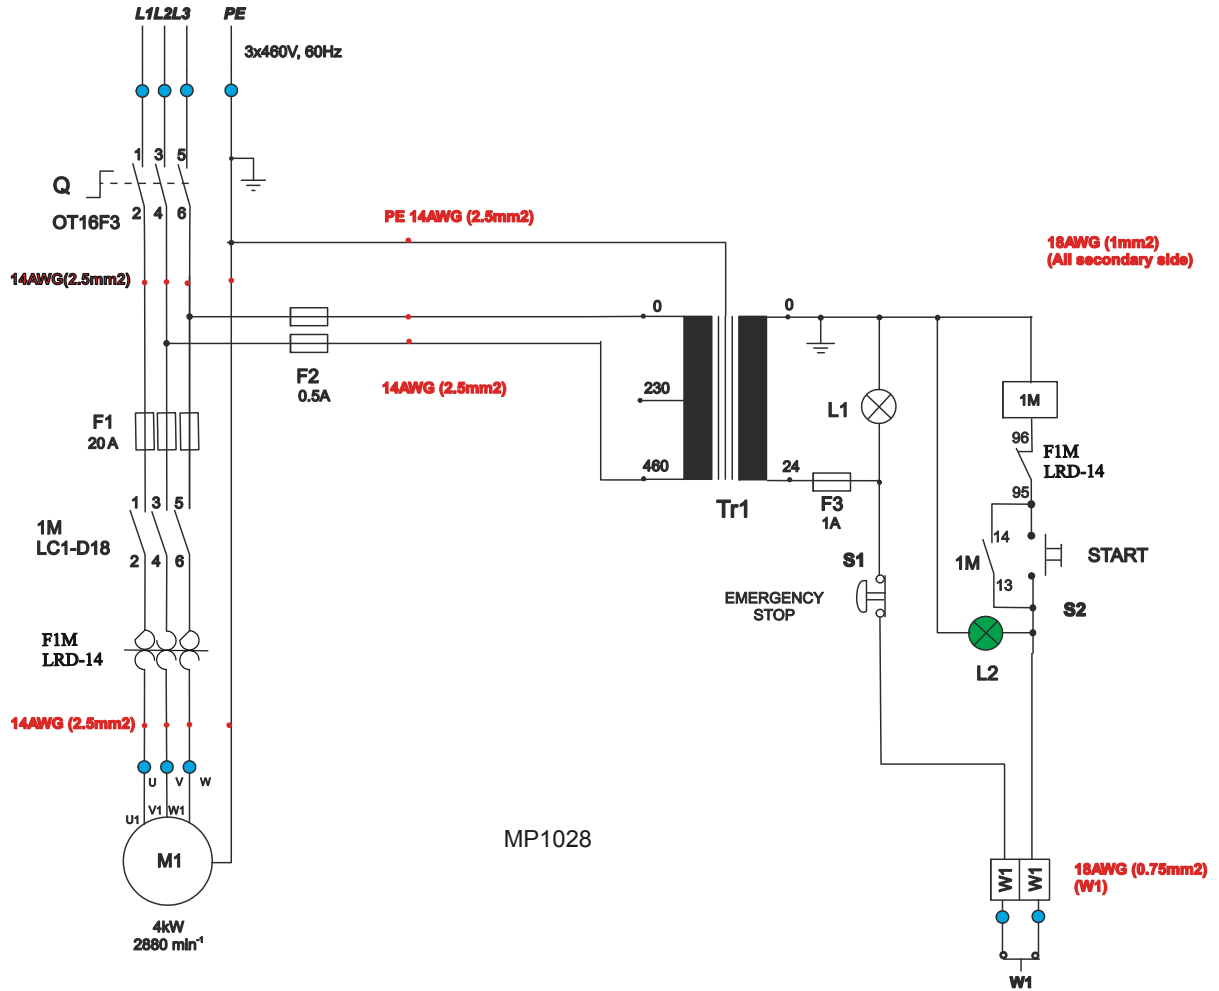 L1L2L3 PE
3x460V, 60Hz
1 3 5
Q
OT16F3
2 4 6
PE 14AWG (2.5mm2)
18AWG (1mm2)
(All secondary side)
14AWG(2.5mm2)
0
0
F2
0.5A
14AWG (2.5mm2)
230
L1
1M
F1
20A
96
F1M
LRD-14
460
24
95
Tr1
F3
1A
1 3 5
1M
LC1-D18
2 4 6
S1
14
1M
13
START
EMERGENCY
STOP
S2
F1M
LRD-14
L2
14AWG (2.5mm2)
U V W
U1 V1 W1
M1
MP1028
4kW
2880 min-1
W1 W1
18AWG (0.75mm2)
(W1)
W1